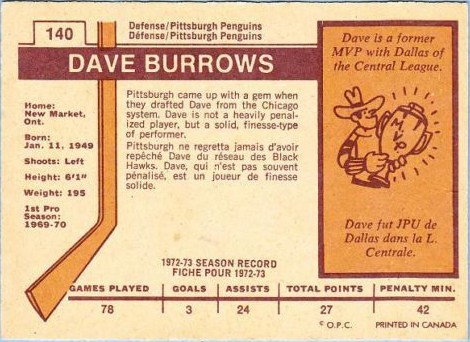 140
Defense/Pittsburgh Penguins
Défense/Pittsburgh Penguins
DAVE BURROWS
Home:
New Market,
Ont.
Born:
Jan. 11, 1949
Shoots: Left
Height: 6'1"
Weight: 195
1st Pro
Season:
1969-70
Pittsburgh came up with a gem when
they drafted Dave from the Chicago
system. Dave is not a heavily penal-
ized player, but a solid, finesse-type
of performer.
Pittsburgh ne regretta jamais d'avoir
repêché Dave du réseau des Black
Hawks. Dave, qui n'est pas souvent
pénalisé, est un joueur de finesse
solide.
Dave is a former
MVP with Dallas of
the Central League.
MVP
Dave fut JPU de
Dallas dans la L.
Centrale.
1972-73 SEASON RECORD
FICHE POUR 1972-73
GAMES PLAYED GOALS ASSISTS TOTAL POINTS PENALTY MIN.
78 3 24 27 42
© O.P.C. PRINTED IN CANADA